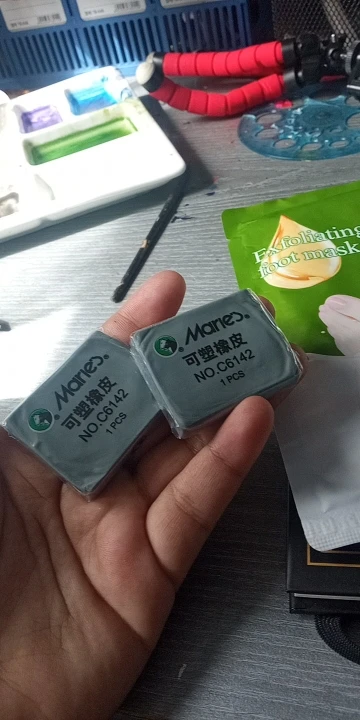 Exfoliating
foot mask
Marie's
可塑橡皮
NO.C6142
1 PCS
Marie's
可塑橡皮
NO.C6142
1 PCS